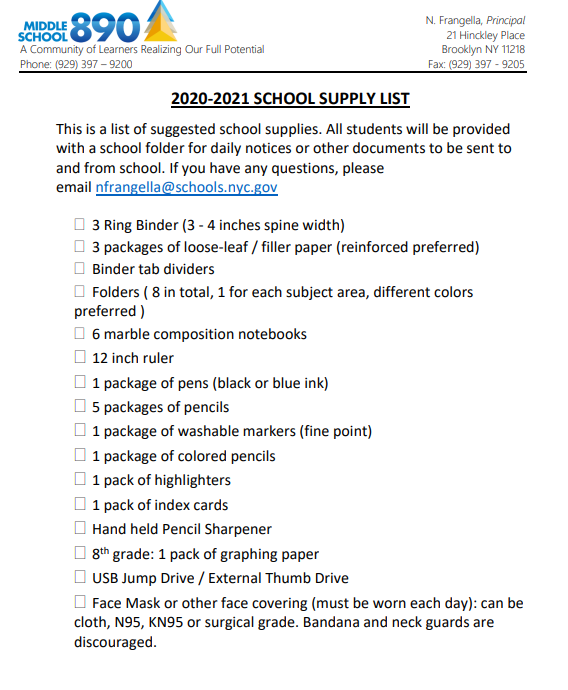 MIDDLE
SCHOOL 890
A Community of Learners Realizing Our Full Potential
Phone: (929) 397 – 9200
N. Frangella, Principal
21 Hinckley Place
Brooklyn NY 11218
Fax: (929) 397 - 9205
2020-2021 SCHOOL SUPPLY LIST
This is a list of suggested school supplies. All students will be provided
with a school folder for daily notices or other documents to be sent to
and from school. If you have any questions, please
email nfrangella@schools.nyc.gov
☐ 3 Ring Binder (3 - 4 inches spine width)
☐ 3 packages of loose-leaf / filler paper (reinforced preferred)
☐ Binder tab dividers
☐ Folders ( 8 in total, 1 for each subject area, different colors
preferred )
☐ 6 marble composition notebooks
☐ 12 inch ruler
☐ 1 package of pens (black or blue ink)
☐ 5 packages of pencils
☐ 1 package of washable markers (fine point)
☐ 1 package of colored pencils
☐ 1 pack of highlighters
☐ 1 pack of index cards
☐ Hand held Pencil Sharpener
☐ 8th grade: 1 pack of graphing paper
☐ USB Jump Drive / External Thumb Drive
☐ Face Mask or other face covering (must be worn each day): can be
cloth, N95, KN95 or surgical grade. Bandana and neck guards are
discouraged.